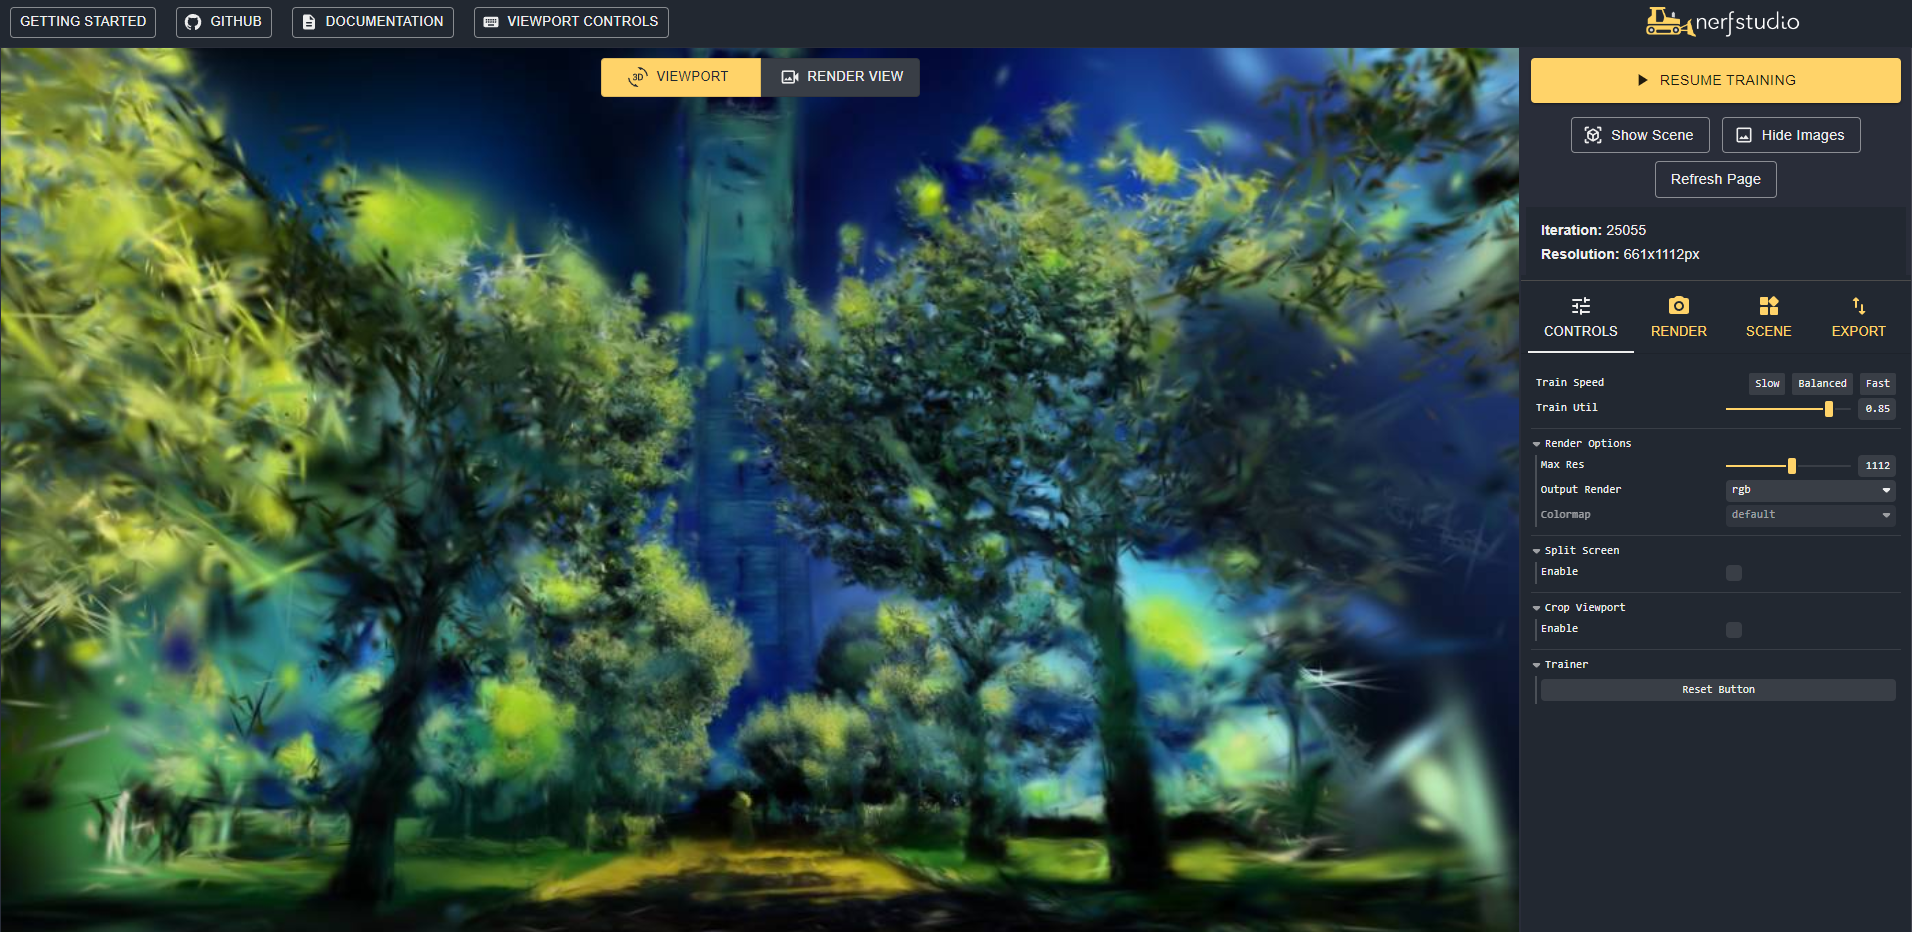 GETTING STARTED
GITHUB
DOCUMENTATION
VIEWPORT CONTROLS
nerfstudio
3D VIEWPORT
RENDER VIEW
RESUME TRAINING
Show Scene
Hide Images
Refresh Page
Iteration: 25055
Resolution: 661x1112px
CONTROLS
RENDER
SCENE
EXPORT
Train Speed Slow Balanced Fast
Train Util 0.85
Render Options
Max Res 1112
Output Render rgb
Colormap default
Split Screen
Enable
Crop Viewport
Enable
Trainer
Reset Button